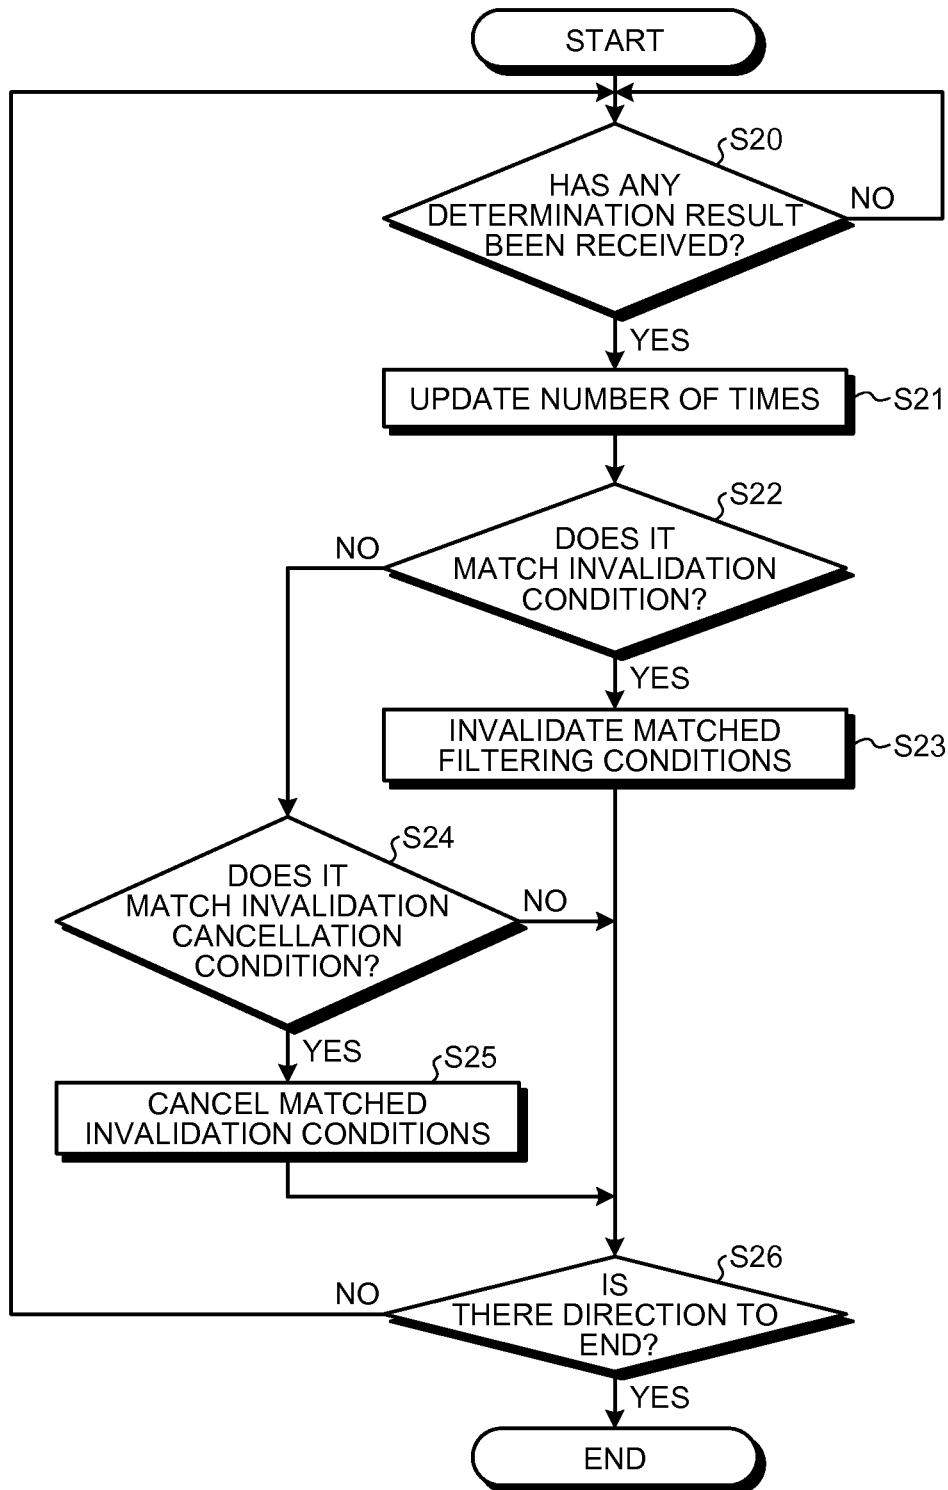 START
S20
HAS ANY
DETERMINATION RESULT
BEEN RECEIVED?
NO
YES
UPDATE NUMBER OF TIMES
S21
S22
DOES IT
MATCH INVALIDATION
CONDITION?
NO
YES
INVALIDATE MATCHED
FILTERING CONDITIONS
S23
S24
DOES IT
MATCH INVALIDATION
CANCELLATION
CONDITION?
NO
YES
S25
CANCEL MATCHED
INVALIDATION CONDITIONS
S26
IS
THERE DIRECTION TO
END?
NO
YES
END